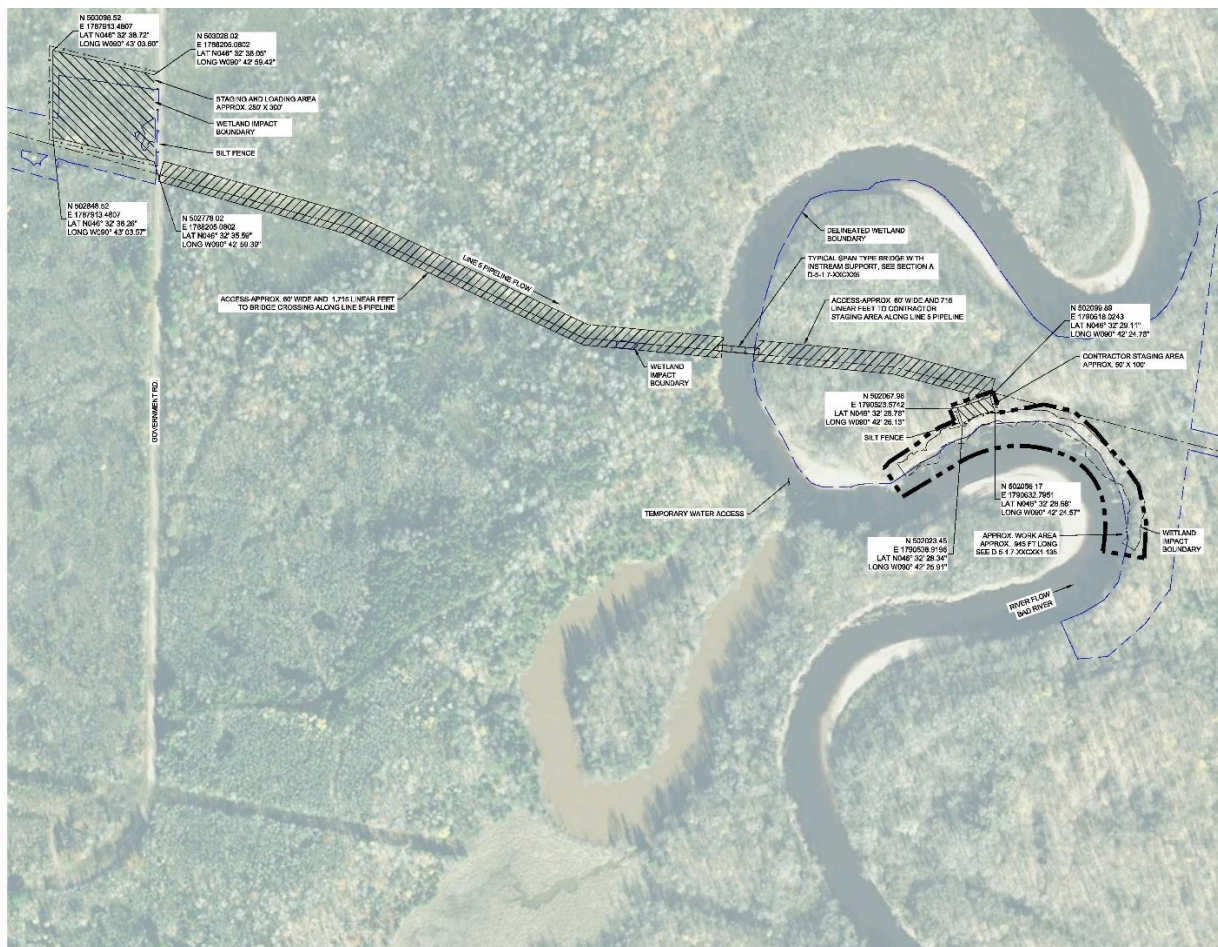 N 503098.52
E 1787913.4607
LAT N046° 32' 38.72"
LONG W090° 43' 03.60"
N 503026.02
E 1788205.0802
LAT N046° 32' 38.05"
LONG W090° 42' 59.42"
STAGING AND LOADING AREA
APPROX. 250' X 300'
WETLAND IMPACT
BOUNDARY
SILT FENCE
N 502848.52
E 1787913.4607
LAT N046° 32' 36.26"
LONG W090° 43' 03.57"
N 502778.02
E 1788205.0802
LAT N046° 32' 35.59"
LONG W090° 42' 59.39"
LINE 5 PIPELINE FLOW
ACCESS-APPROX. 60' WIDE AND 1,716 LINEAR FEET
TO BRIDGE CROSSING ALONG LINE 5 PIPELINE
WETLAND
IMPACT
BOUNDARY
GOVERNMENT RD.
DELINEATED WETLAND
BOUNDARY
TYPICAL SPAN TYPE BRIDGE WITH
INSTREAM SUPPORT, SEE SECTION A
ACCESS-APPROX. 60' WIDE AND 716
LINEAR FEET TO CONTRACTOR
STAGING AREA ALONG LINE 5 PIPELINE
N 502099.89
E 1790618.0243
LAT N046° 32' 29.11"
LONG W090° 42' 24.78"
CONTRACTOR STAGING AREA
APPROX. 50' X 100'
N 502067.96
E 1790523.5742
LAT N046° 32' 28.78"
LONG W090° 42' 26.13"
SILT FENCE
N 502056.17
E 1790632.7951
LAT N046° 32' 28.68"
LONG W090° 42' 24.57"
TEMPORARY WATER ACCESS
N 502023.45
E 1790538.9196
LAT N046° 32' 28.34"
LONG W090° 42' 25.91"
APPROX. WORK AREA
APPROX. 945 FT LONG
WETLAND
IMPACT
BOUNDARY
RIVER FLOW
BAD RIVER